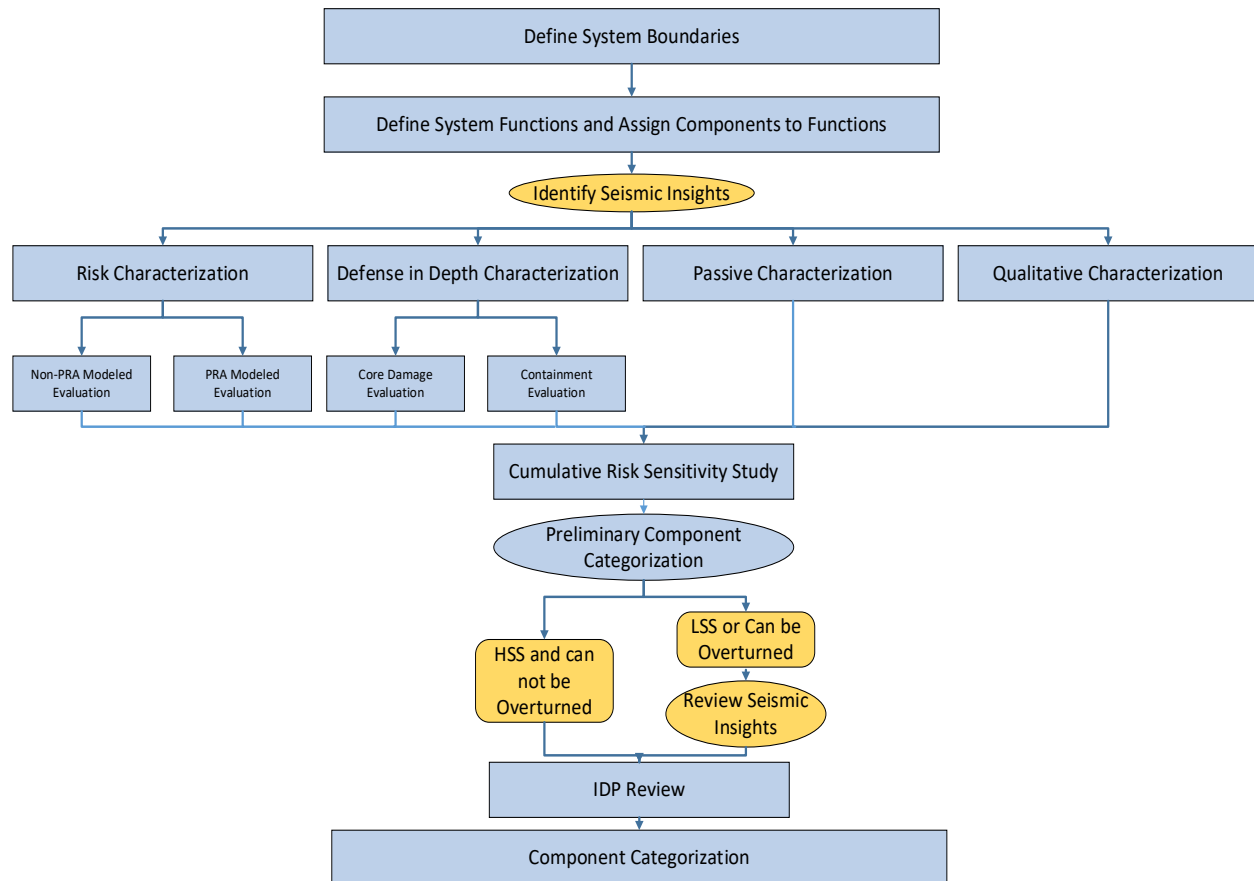 Define System Boundaries
Define System Functions and Assign Components to Functions
Identify Seismic Insights
Risk Characterization
Defense in Depth Characterization
Passive Characterization
Qualitative Characterization
Non-PRA Modeled
Evaluation
PRA Modeled
Evaluation
Core Damage
Evaluation
Containment
Evaluation
Cumulative Risk Sensitivity Study
Preliminary Component
Categorization
HSS and can
not be
Overturned
LSS or Can be
Overturned
Review Seismic
Insights
IDP Review
Component Categorization